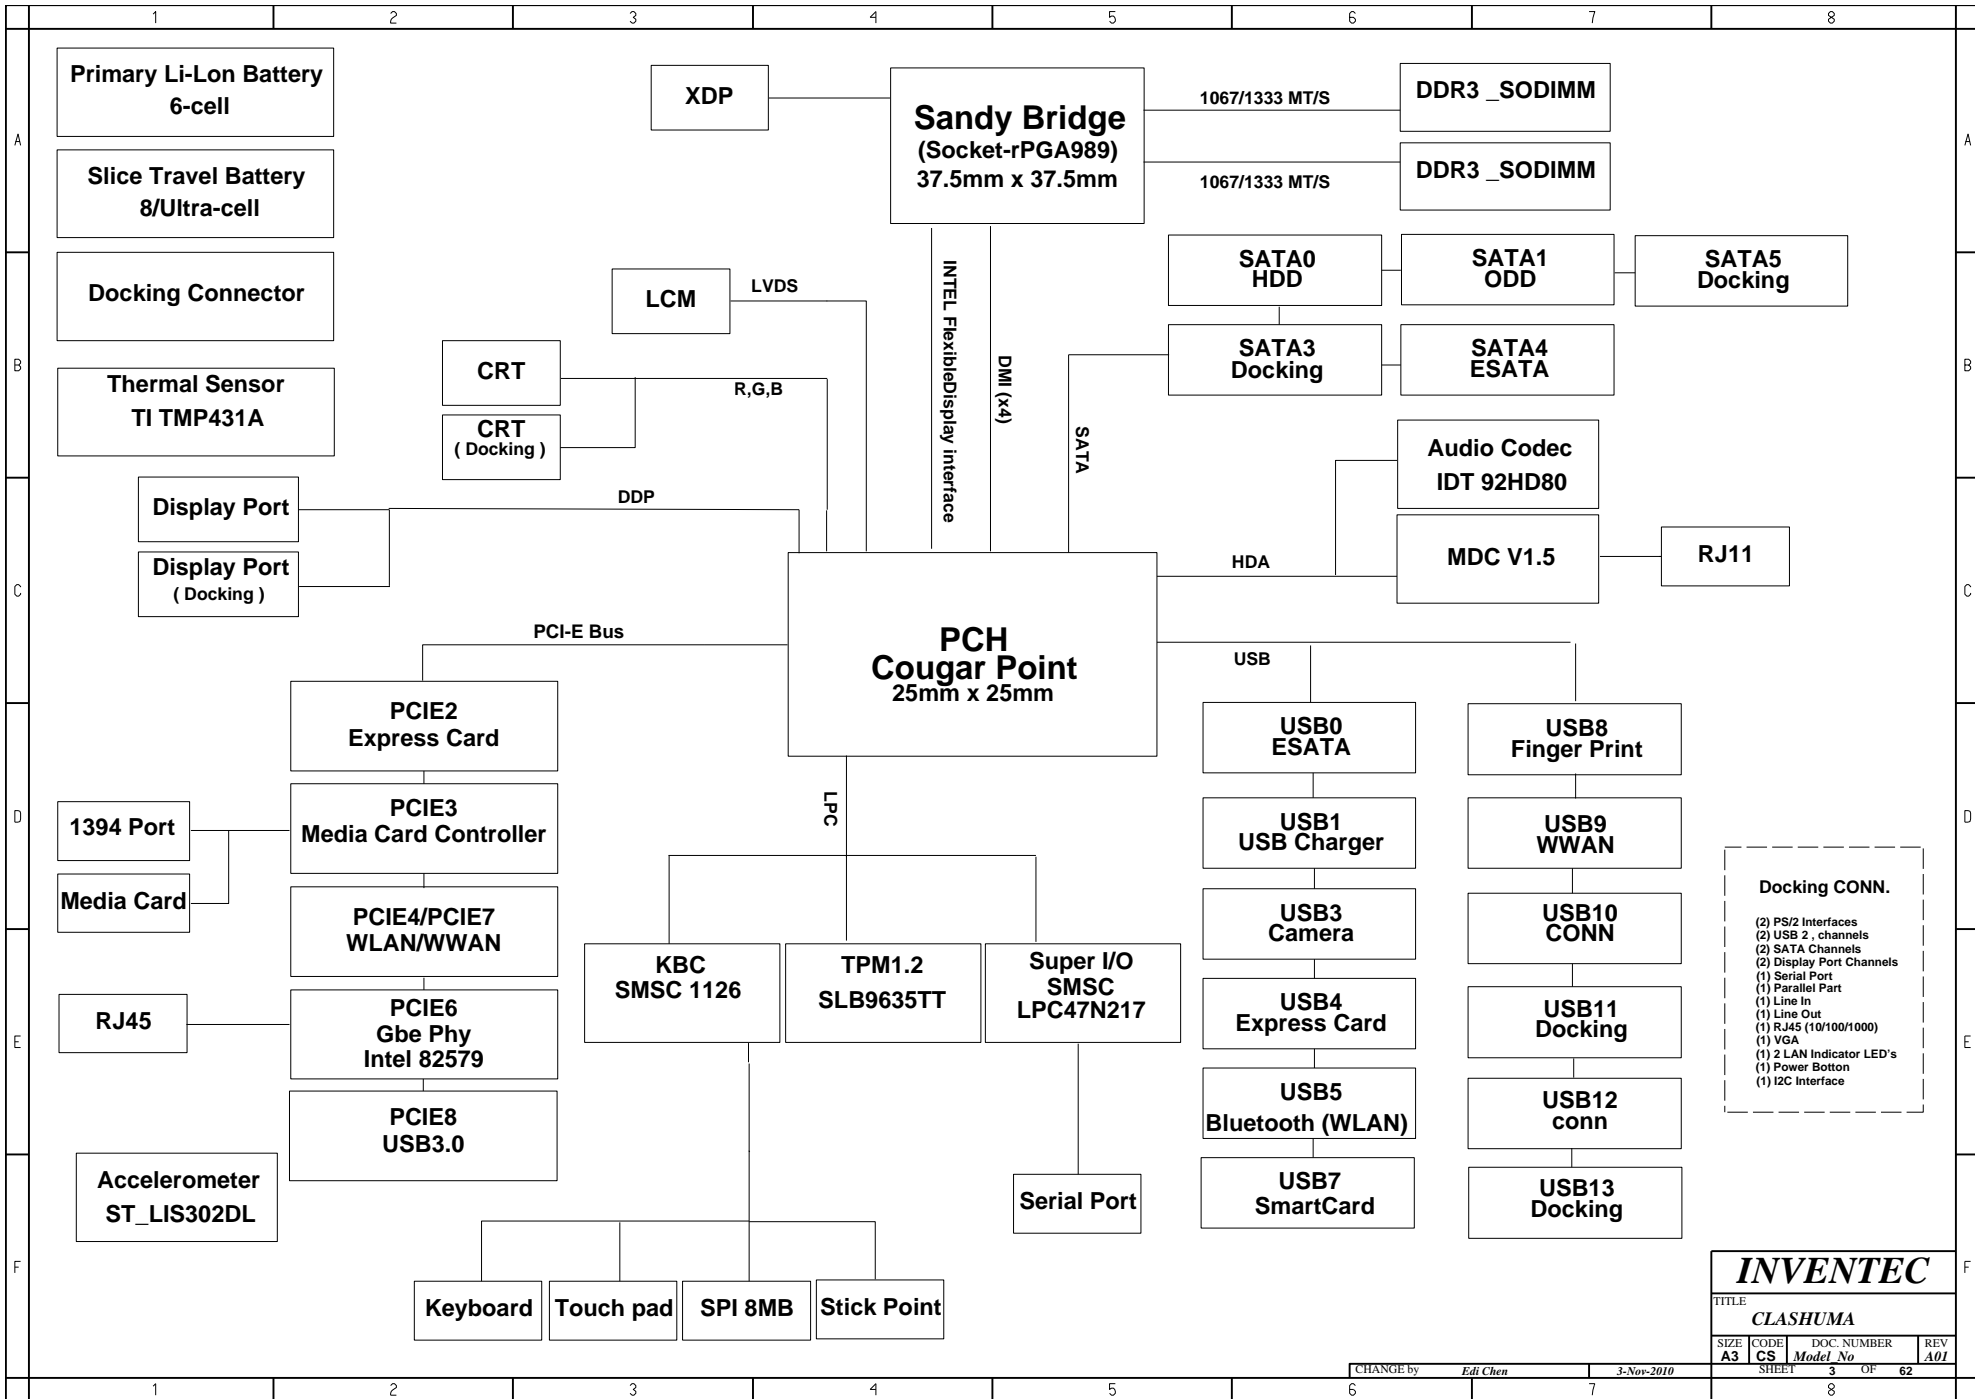 1 2 3 4 5 6 7 8
A
B
C
D
E
F
A
B
C
D
E
F
Primary Li-Lon Battery
6-cell
Slice Travel Battery
8/Ultra-cell
Docking Connector
Thermal Sensor
TI TMP431A
XDP
Sandy Bridge
(Socket-rPGA989)
37.5mm x 37.5mm
1067/1333 MT/S
DDR3 _SODIMM
1067/1333 MT/S
DDR3 _SODIMM
LCM
LVDS
CRT
R,G,B
CRT
( Docking )
INTEL FlexibleDisplay interface
DMI (x4)
SATA
SATA0
HDD
SATA1
ODD
SATA5
Docking
SATA3
Docking
SATA4
ESATA
Display Port
DDP
Display Port
( Docking )
Audio Codec
IDT 92HD80
HDA
MDC V1.5
RJ11
PCH
Cougar Point
25mm x 25mm
PCI-E Bus
USB
LPC
PCIE2
Express Card
PCIE3
Media Card Controller
1394 Port
Media Card
PCIE4/PCIE7
WLAN/WWAN
RJ45
PCIE6
Gbe Phy
Intel 82579
PCIE8
USB3.0
Accelerometer
ST_LIS302DL
KBC
SMSC 1126
TPM1.2
SLB9635TT
Super I/O
SMSC
LPC47N217
Serial Port
Keyboard
Touch pad
SPI 8MB
Stick Point
USB0
ESATA
USB1
USB Charger
USB3
Camera
USB4
Express Card
USB5
Bluetooth (WLAN)
USB7
SmartCard
USB8
Finger Print
USB9
WWAN
USB10
CONN
USB11
Docking
USB12
conn
USB13
Docking
Docking CONN.
(2) PS/2 Interfaces
(2) USB 2 , channels
(2) SATA Channels
(2) Display Port Channels
(1) Serial Port
(1) Parallel Part
(1) Line In
(1) Line Out
(1) RJ45 (10/100/1000)
(1) VGA
(1) 2 LAN Indicator LED's
(1) Power Botton
(1) I2C Interface
INVENTEC
TITLE
CLASHUMA
SIZE CODE DOC. NUMBER REV
A3 CS Model_No A01
CHANGE by Edi Chen 3-Nov-2010 SHEET 3 OF 62
1 2 3 4 5 6 7 8